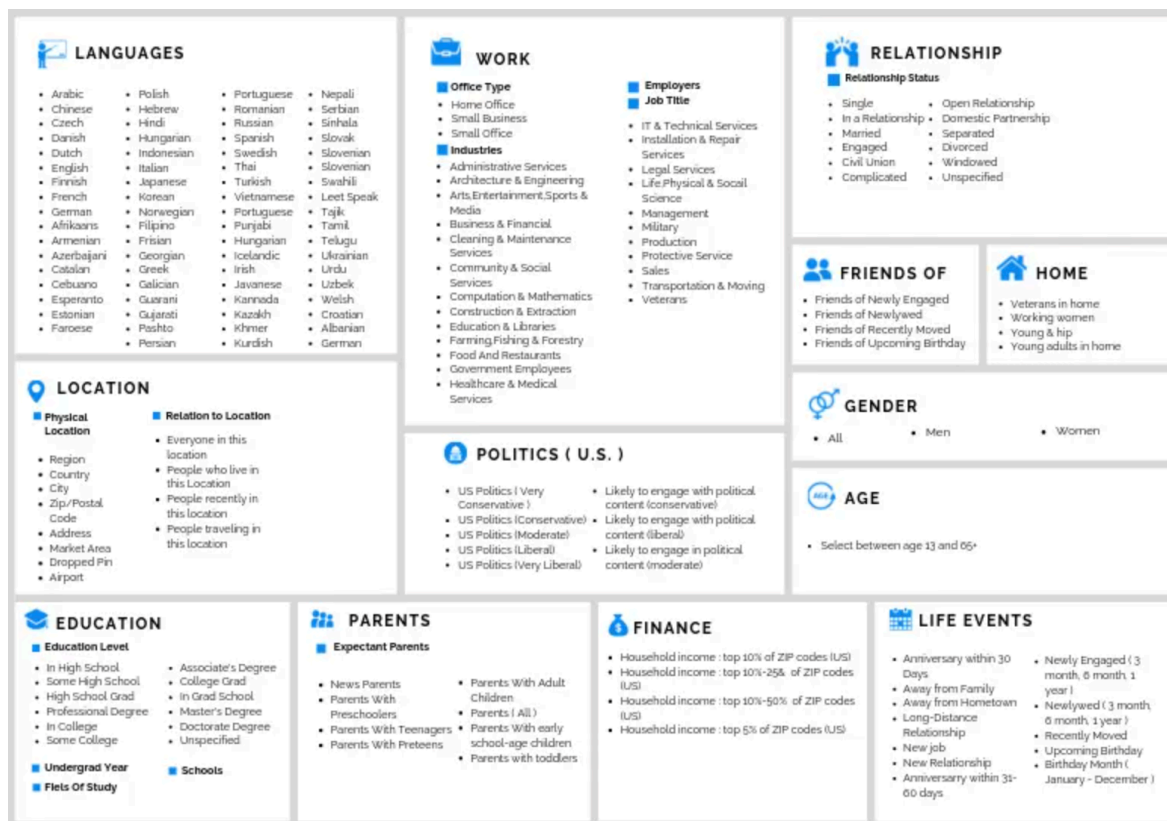 LANGUAGES
Arabic
Chinese
Czech
Danish
Dutch
English
Finnish
French
German
Afrikaans
Armenian
Azerbaijani
Catalan
Cebuano
Esperanto
Estonian
Faroese
Polish
Hebrew
Hindi
Hungarian
Indonesian
Italian
Japanese
Korean
Norwegian
Filipino
Frisian
Georgian
Greek
Galician
Guarani
Gujarati
Pashto
Persian
Portuguese
Romanian
Russian
Spanish
Swedish
Thai
Turkish
Vietnamese
Portuguese
Punjabi
Hungarian
Icelandic
Irish
Javanese
Kannada
Kazakh
Khmer
Kurdish
Nepali
Serbian
Sinhala
Slovak
Slovenian
Slovenian
Swahili
Leet Speak
Tajik
Tamil
Telugu
Ukrainian
Urdu
Uzbek
Welsh
Croatian
Albanian
German
WORK
Office Type
Home Office
Small Business
Small Office
Industries
Administrative Services
Architecture & Engineering
Arts,Entertainment,Sports &
Media
Business & Financial
Cleaning & Maintenance
Services
Community & Social
Services
Computation & Mathematics
Construction & Extraction
Education & Libraries
Farming,Fishing & Forestry
Food And Restaurants
Government Employees
Healthcare & Medical
Services
Employers
Job Title
IT & Technical Services
Installation & Repair
Services
Legal Services
Life,Physical & Socail
Science
Management
Military
Production
Protective Service
Sales
Transportation & Moving
Veterans
RELATIONSHIP
Relationship Status
Single
In a Relationship
Married
Engaged
Civil Union
Complicated
Open Relationship
Domestic Partnership
Separated
Divorced
Windowed
Unspecified
FRIENDS OF
Friends of Newly Engaged
Friends of Newlywed
Friends of Recently Moved
Friends of Upcoming Birthday
HOME
Veterans in home
Working women
Young & hip
Young adults in home
LOCATION
Physical
Location
Region
Country
City
Zip/Postal
Code
Address
Market Area
Dropped Pin
Airport
Relation to Location
Everyone in this
location
People who live in
this Location
People recently in
this location
People traveling in
this location
POLITICS ( U.S. )
US Politics ( Very
Conservative )
US Politics (Conservative)
US Politics (Moderate)
US Politics (Liberal)
US Politics (Very Liberal)
Likely to engage with political
content (conservative)
Likely to engage with political
content (liberal)
Likely to engage in political
content (moderate)
GENDER
All
Men
Women
AGE
AGE
Select between age 13 and 65+
EDUCATION
Education Level
In High School
Some High School
High School Grad
Professional Degree
In College
Some College
Associate's Degree
College Grad
In Grad School
Master's Degree
Doctorate Degree
Unspecified
Undergrad Year
Fiels Of Study
Schools
PARENTS
Expectant Parents
News Parents
Parents With
Preschoolers
Parents With Teenagers
Parents With Preteens
Parents With Adult
Children
Parents ( All )
Parents With early
school-age children
Parents with toddlers
FINANCE
Household income : top 10% of ZIP codes (US)
Household income : top 10%-25& of ZIP codes
(US)
Household income : top 10%-50% of ZIP codes
(US)
Household income : top 5% of ZIP codes (US)
LIFE EVENTS
Anniversary within 30
Days
Away from Family
Away from Hometown
Long-Distance
Relationship
New job
New Relationship
Anniversarry within 31-
60 days
Newly Engaged ( 3
month, 6 month, 1
year )
Newlywed ( 3 month,
6 month, 1 year )
Recently Moved
Upcoming Birthday
Birthday Month (
January - December )